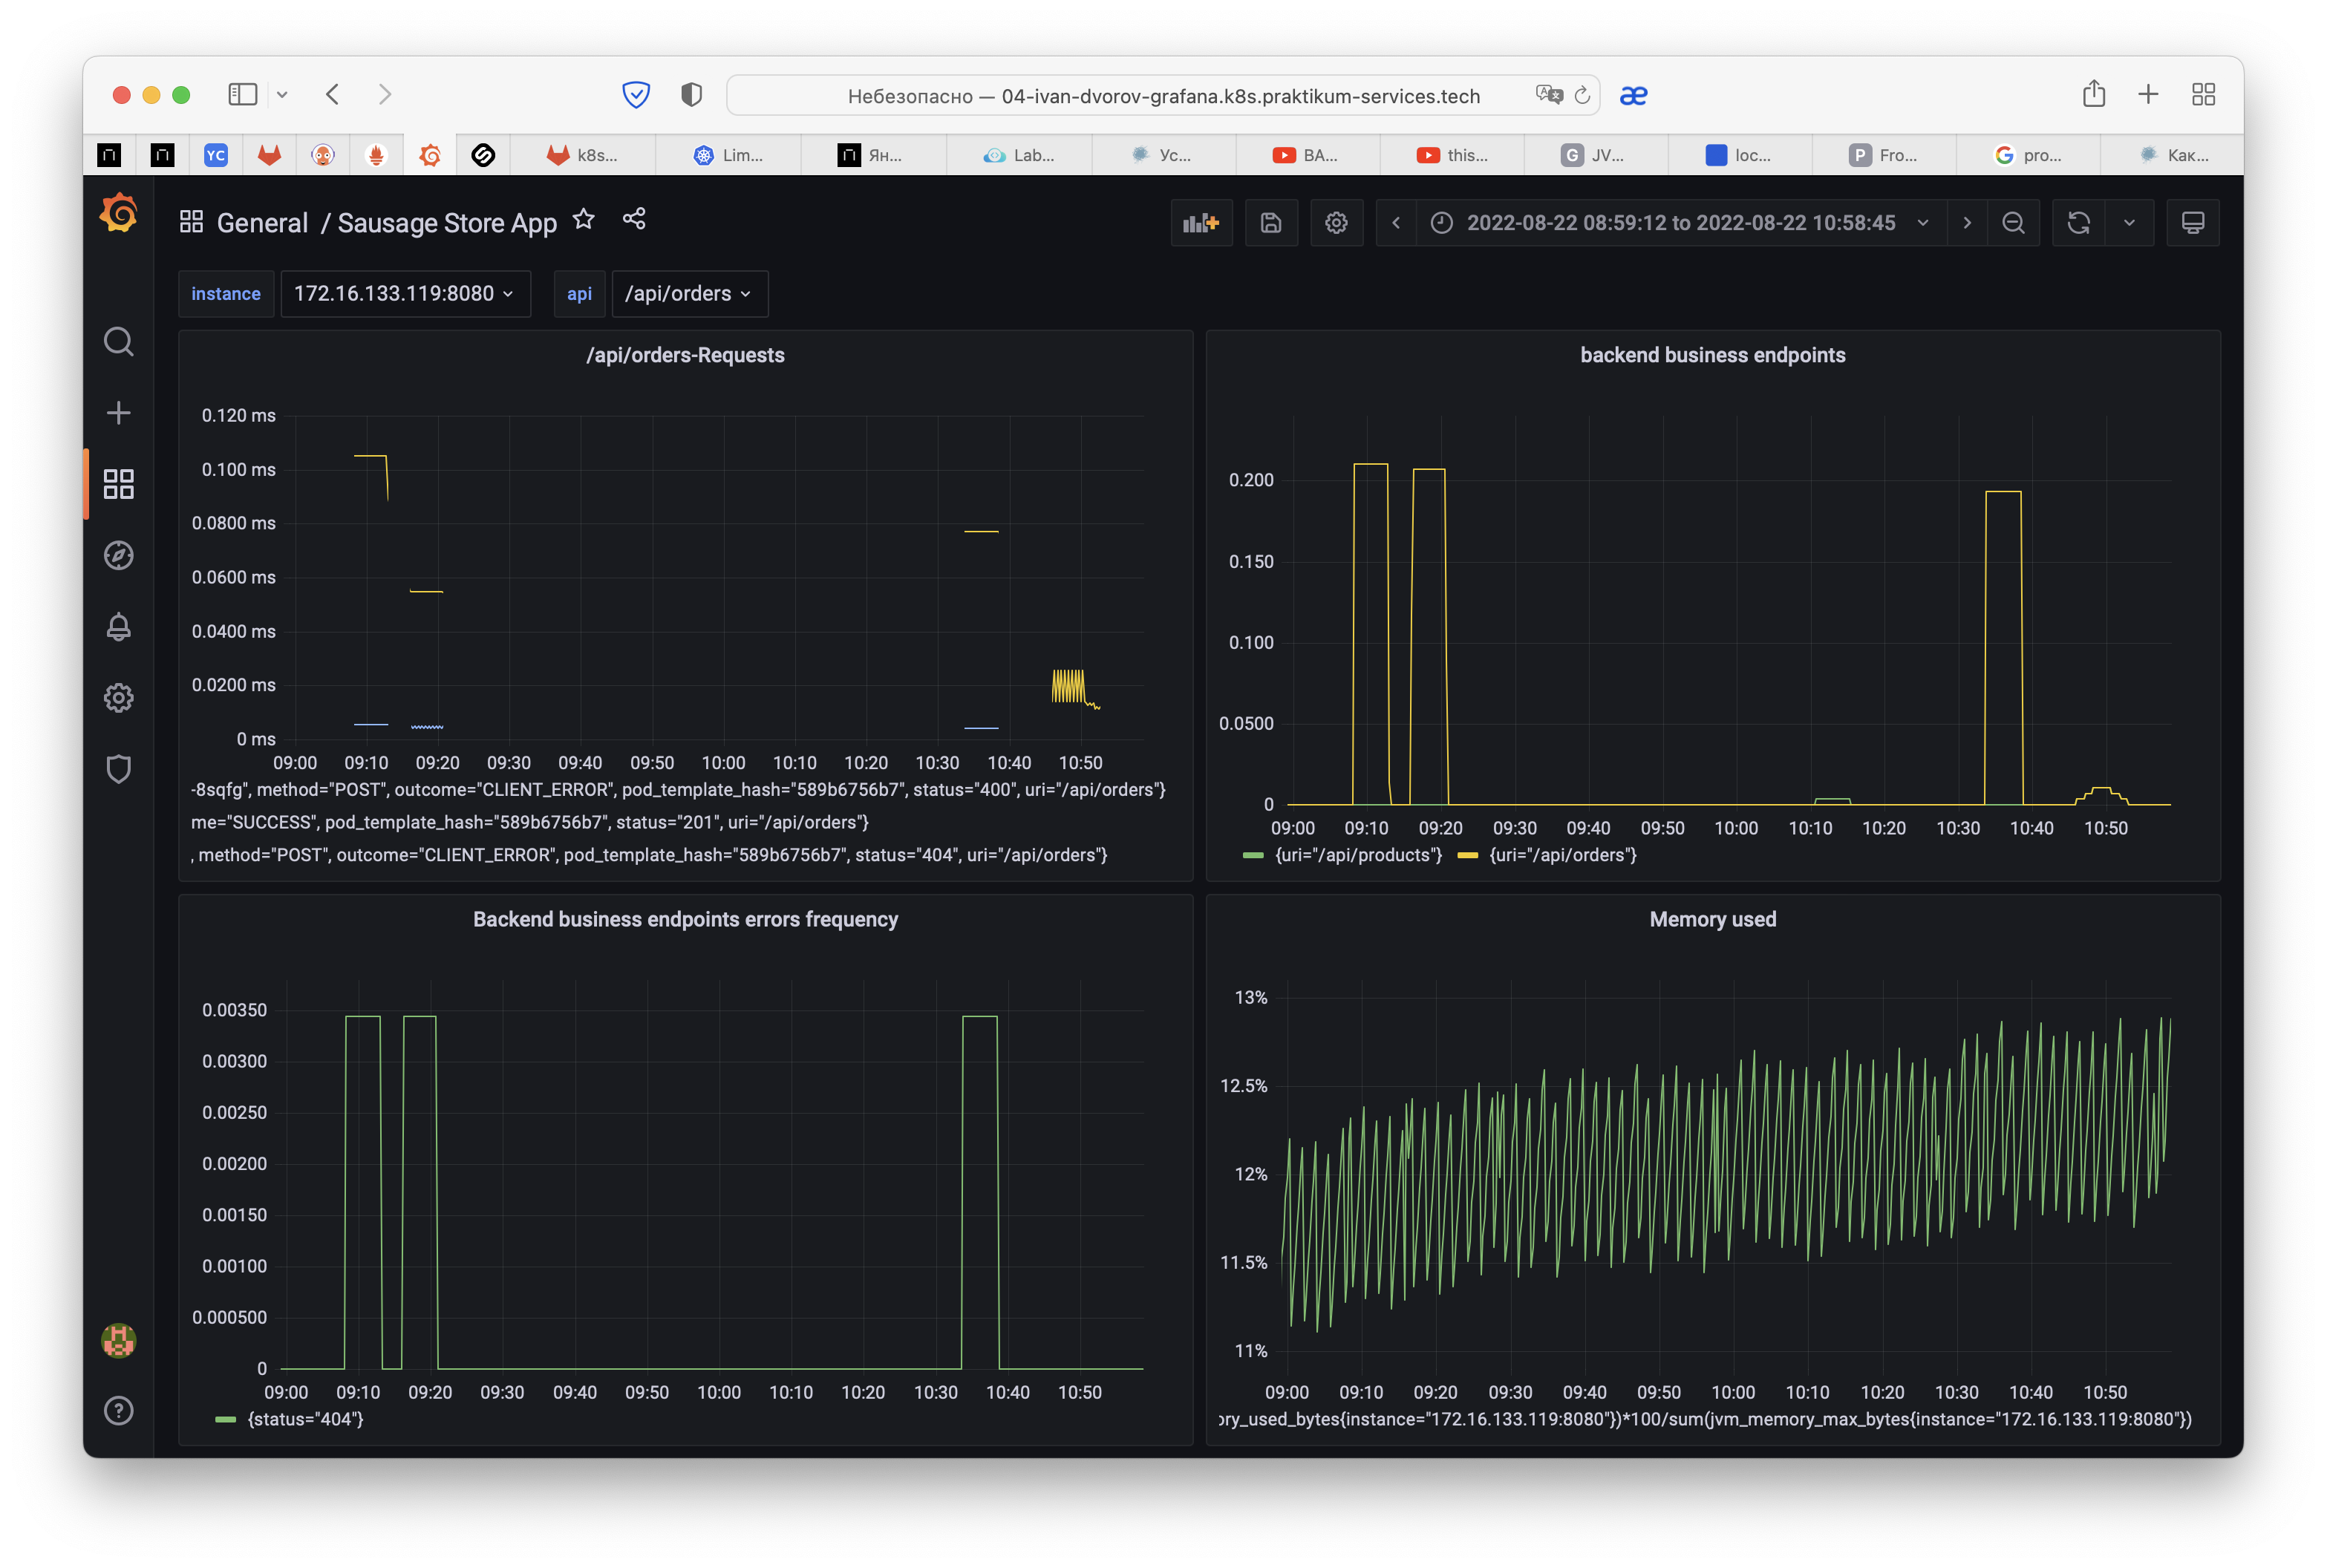 Небезопасно — 04-ivan-dvorov-grafana.k8s.praktikum-services.tech
YC k8s... Lim... Ян... Lab... Ус... BA... this... G JV... loc... P Fro... pro... Как...
General / Sausage Store App
2022-08-22 08:59:12 to 2022-08-22 10:58:45
instance 172.16.133.119:8080 api /api/orders
/api/orders-Requests
0.120 ms
0.100 ms
0.0800 ms
0.0600 ms
0.0400 ms
0.0200 ms
0 ms
09:00 09:10 09:20 09:30 09:40 09:50 10:00 10:10 10:20 10:30 10:40 10:50
-8sqfg", method="POST", outcome="CLIENT_ERROR", pod_template_hash="589b6756b7", status="400", uri="/api/orders"}
me="SUCCESS", pod_template_hash="589b6756b7", status="201", uri="/api/orders"}
, method="POST", outcome="CLIENT_ERROR", pod_template_hash="589b6756b7", status="404", uri="/api/orders"}
backend business endpoints
0.200
0.150
0.100
0.0500
0
09:00 09:10 09:20 09:30 09:40 09:50 10:00 10:10 10:20 10:30 10:40 10:50
{uri="/api/products"} {uri="/api/orders"}
Backend business endpoints errors frequency
0.00350
0.00300
0.00250
0.00200
0.00150
0.00100
0.000500
0
09:00 09:10 09:20 09:30 09:40 09:50 10:00 10:10 10:20 10:30 10:40 10:50
{status="404"}
Memory used
13%
12.5%
12%
11.5%
11%
09:00 09:10 09:20 09:30 09:40 09:50 10:00 10:10 10:20 10:30 10:40 10:50
ory_used_bytes{instance="172.16.133.119:8080"})*100/sum(jvm_memory_max_bytes{instance="172.16.133.119:8080"})